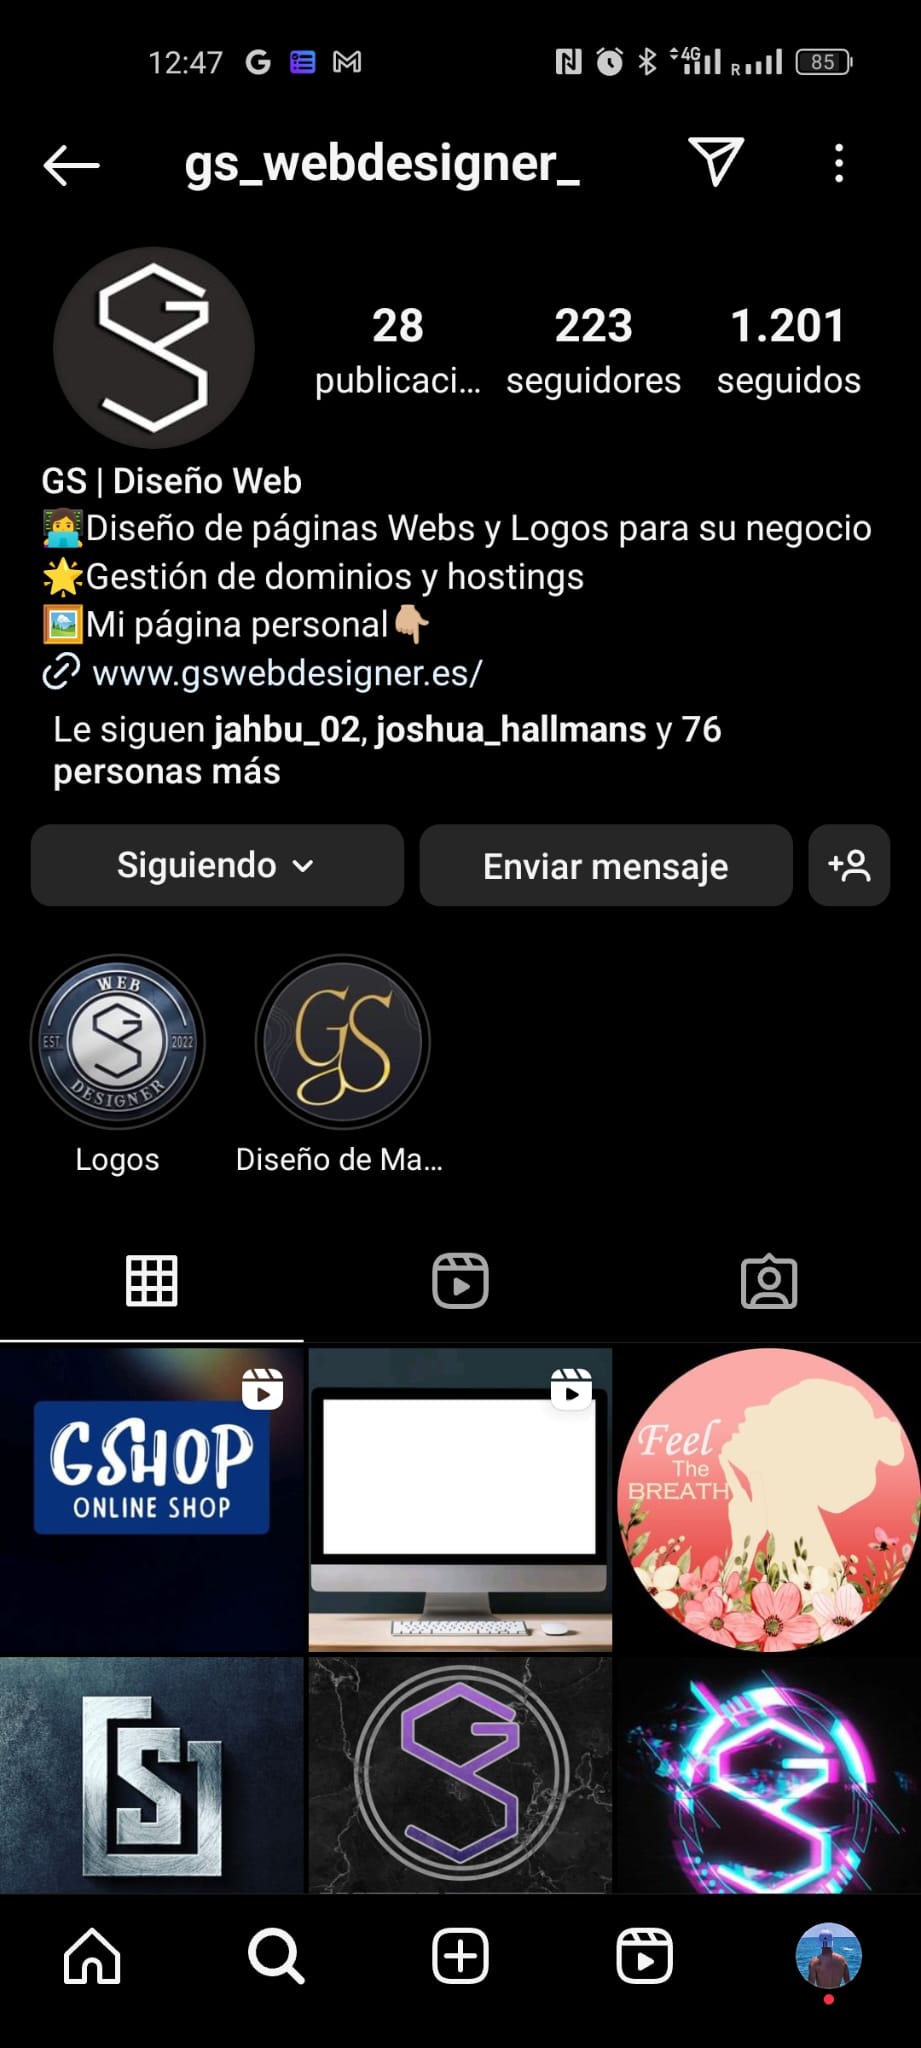 12:47
4G
R
85
gs_webdesigner_
28
223
1.201
publicaci...
seguidores
seguidos
GS | Diseño Web
Diseño de páginas Webs y Logos para su negocio
Gestión de dominios y hostings
Mi página personal
www.gswebdesigner.es/
Le siguen jahbu_02, joshua_hallmans y 76
personas más
Siguiendo
Enviar mensaje
WEB
EST. 2022
DESIGNER
GS
Logos
Diseño de Ma...
GSHOP
ONLINE SHOP
Feel
The
BREATH